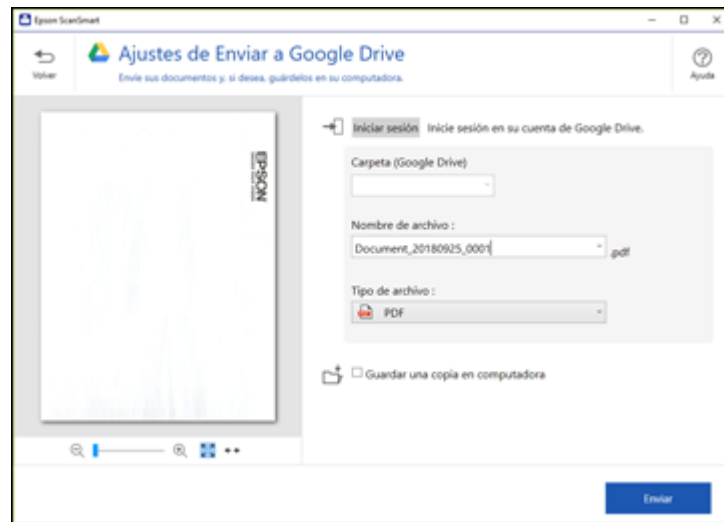 Epson ScanSmart
Volver
Ajustes de Enviar a Google Drive
Envíe sus documentos y, si desea, guárdelos en su computadora.
Ayuda
EPSON
Iniciar sesión Inicie sesión en su cuenta de Google Drive.
Carpeta (Google Drive)
Nombre de archivo :
Document_20180925_0001 .pdf
Tipo de archivo :
PDF
Guardar una copia en computadora
Enviar